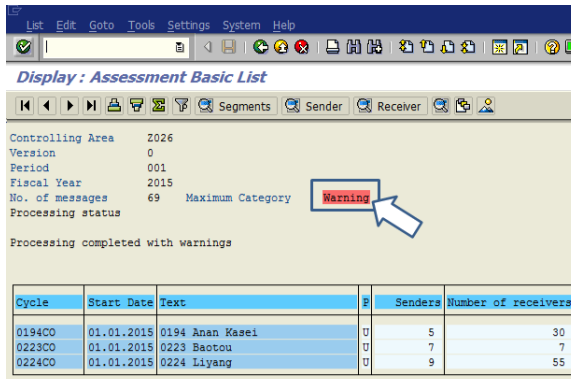 List Edit Goto Tools Settings System Help
Display : Assessment Basic List
Segments Sender Receiver
Controlling Area Z026
Version 0
Period 001
Fiscal Year 2015
No. of messages 69 Maximum Category Warning
Processing status
Processing completed with warnings
Cycle Start Date Text P Senders Number of receivers
0194CO 01.01.2015 0194 Anan Kasei U 5 30
0223CO 01.01.2015 0223 Baotou U 7 7
0224CO 01.01.2015 0224 Liyang U 9 55